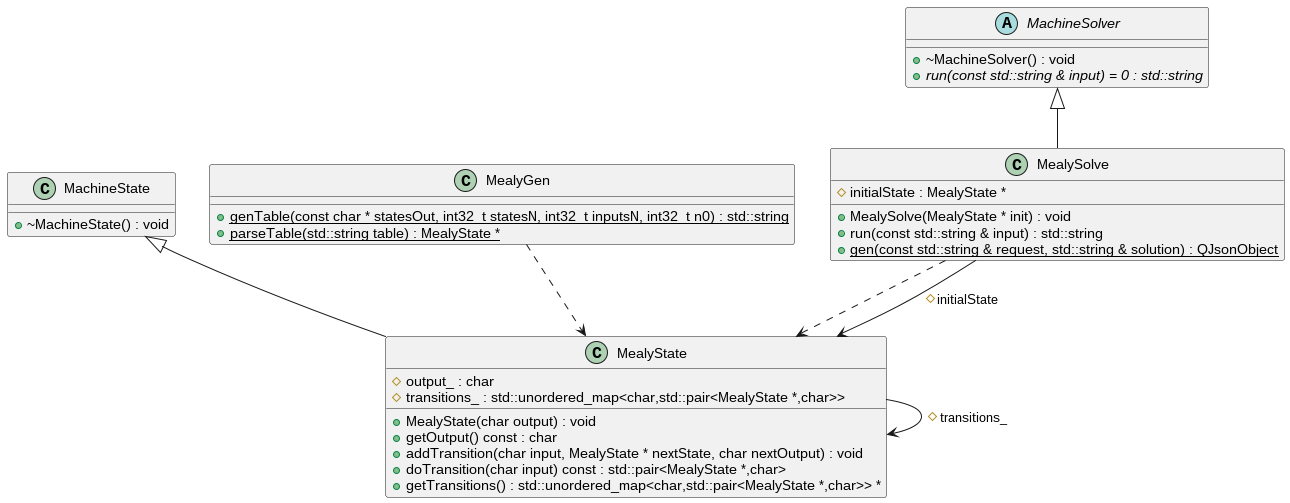 A MachineSolver
~MachineSolver() : void
run(const std::string & input) = 0 : std::string
C MachineState
~MachineState() : void
C MealyGen
genTable(const char * statesOut, int32_t statesN, int32_t inputsN, int32_t n0) : std::string
parseTable(std::string table) : MealyState *
C MealySolve
initialState : MealyState *
MealySolve(MealyState * init) : void
run(const std::string & input) : std::string
gen(const std::string & request, std::string & solution) : QJsonObject
initialState
C MealyState
output_ : char
transitions_ : std::unordered_map<char,std::pair<MealyState *,char>>
MealyState(char output) : void
getOutput() const : char
addTransition(char input, MealyState * nextState, char nextOutput) : void
doTransition(char input) const : std::pair<MealyState *,char>
getTransitions() : std::unordered_map<char,std::pair<MealyState *,char>> *
transitions_